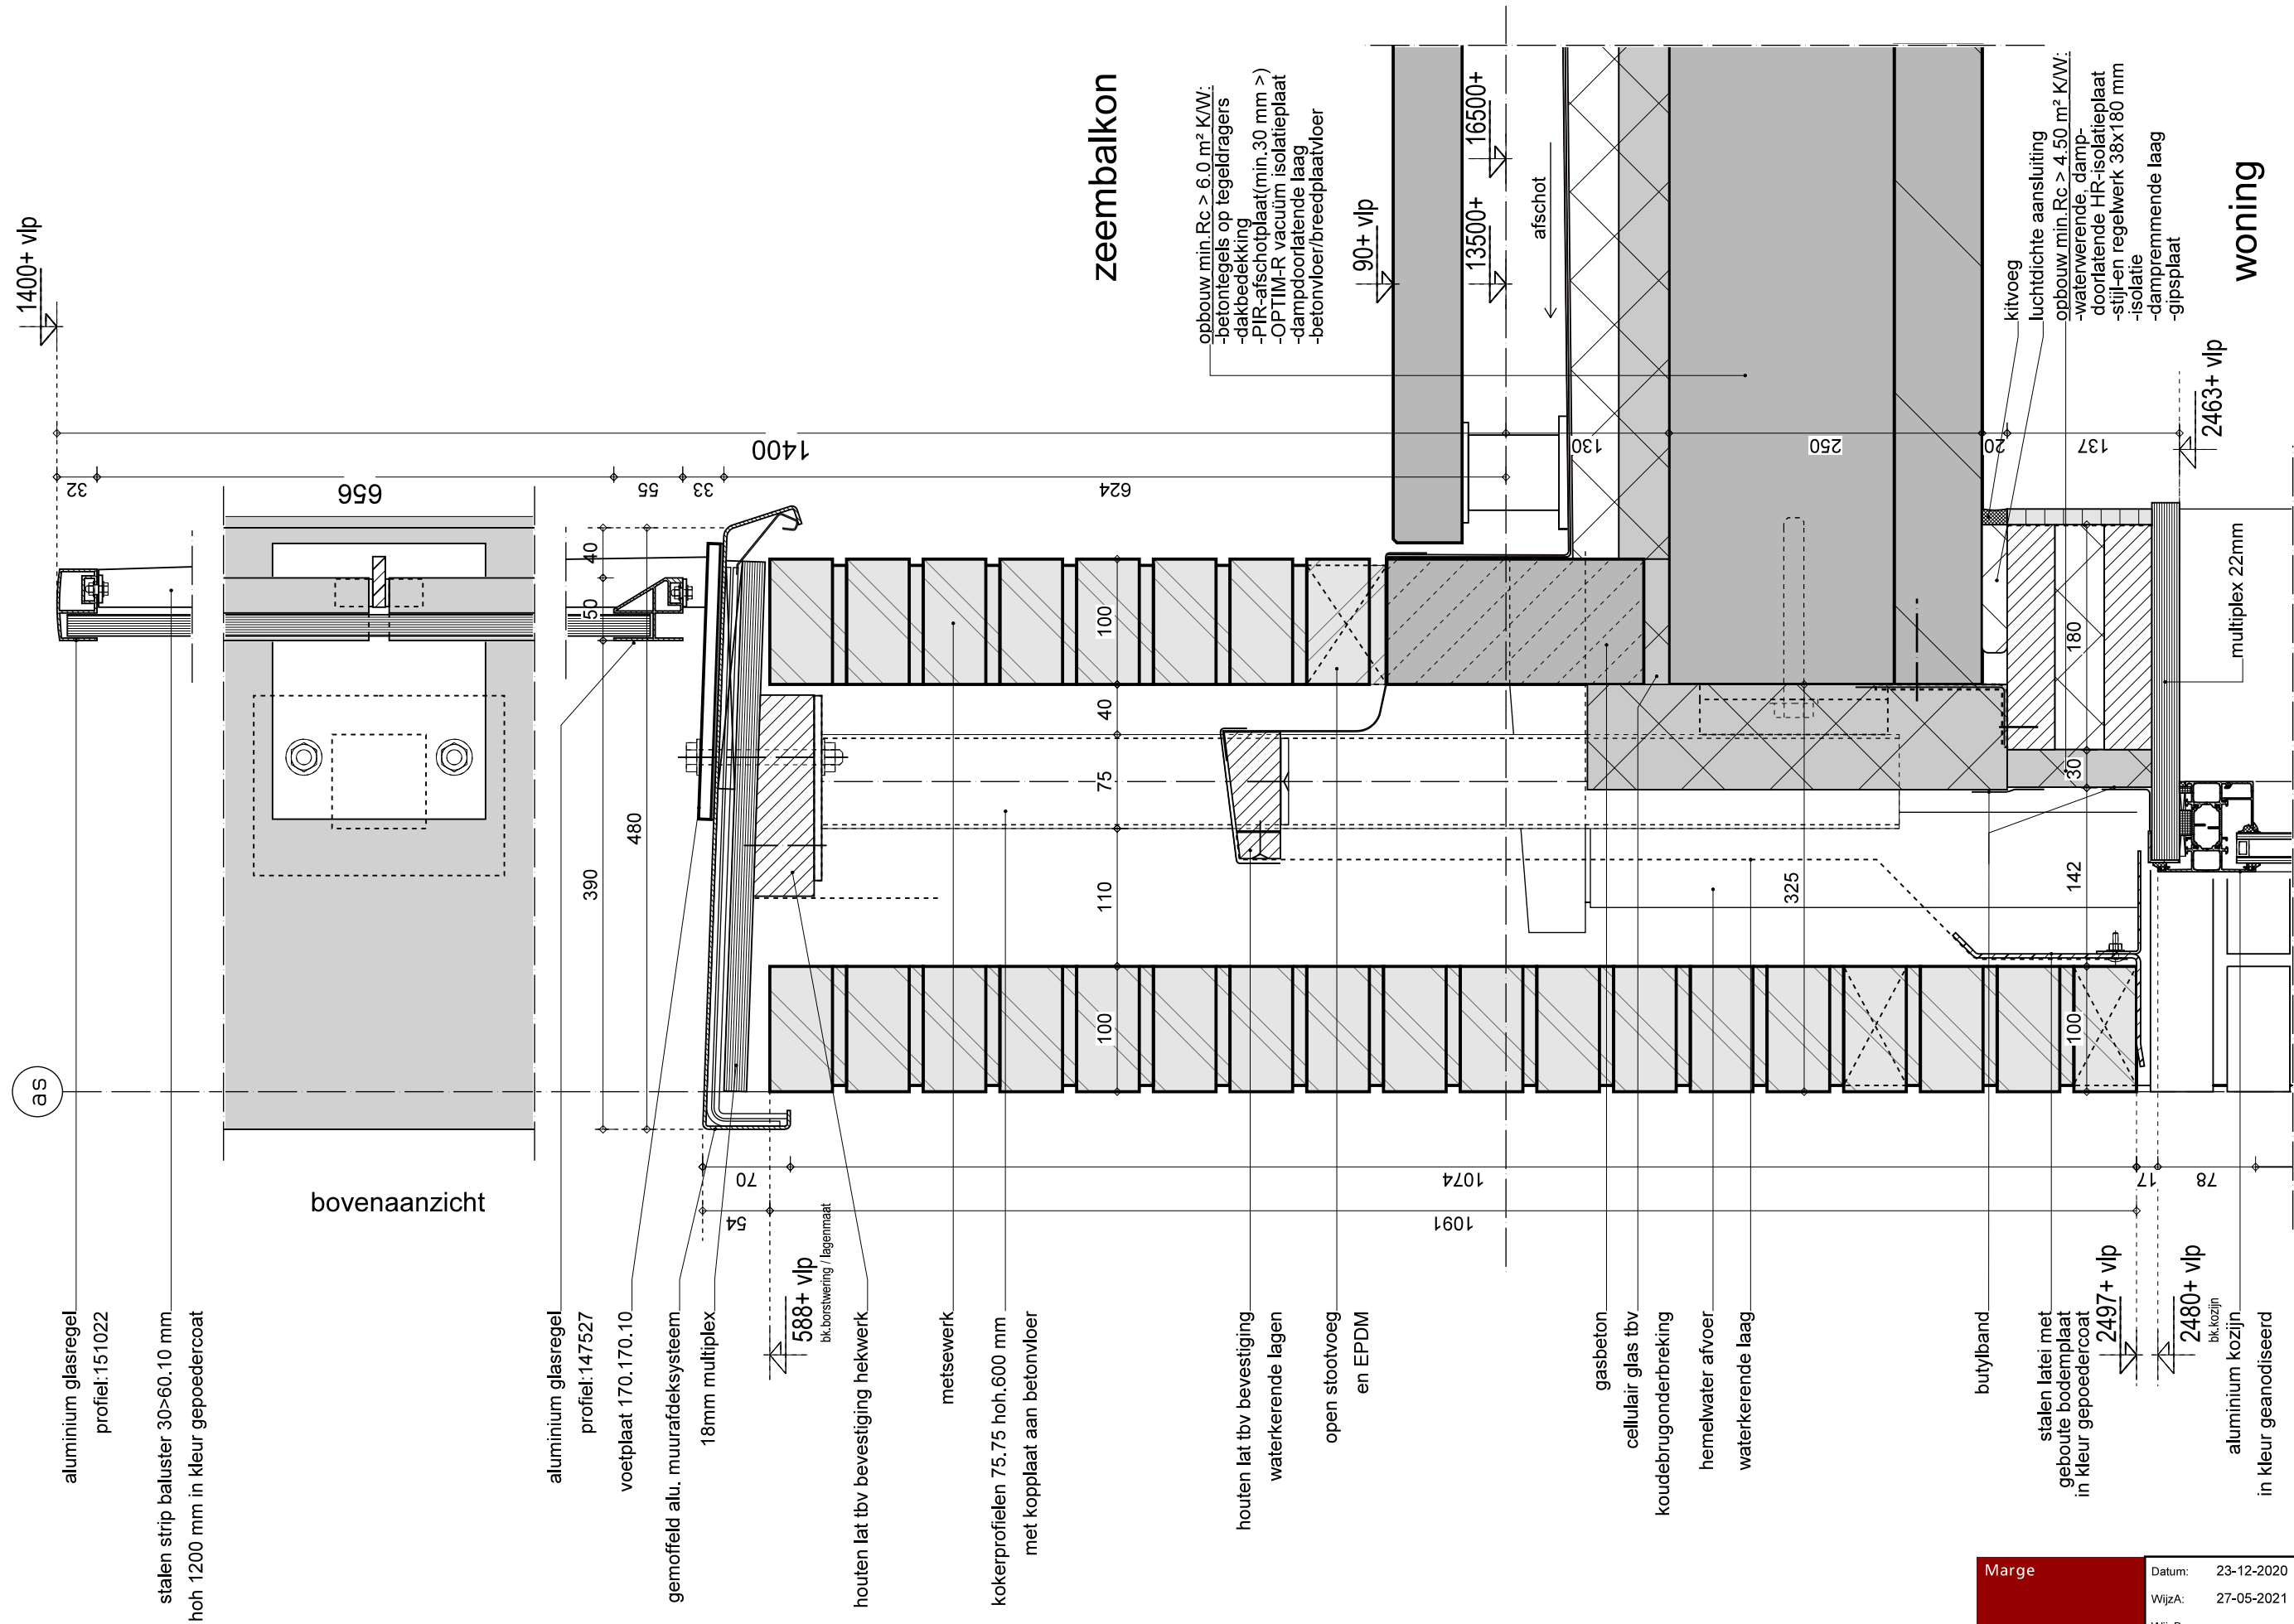 as
aluminium glasregel
profiel:151022
stalen strip baluster 30>60.10 mm
hoh 1200 mm in kleur gepoedercoat
bovenaanzicht
aluminium glasregel
profiel:147527
voetplaat 170.170.10
gemoffeld alu. muurafdeksysteem
18mm multiplex
588+ vlp
bk.borstwering / lagenmaat
houten lat tbv bevestiging hekwerk
metsewerk
kokerprofielen 75.75 hoh.600 mm
met kopplaat aan betonvloer
houten lat tbv bevestiging
waterkerende lagen
open stootvoeg
en EPDM
gasbeton
cellulair glas tbv
koudebrugonderbreking
hemelwater afvoer
waterkerende laag
butylband
stalen latei met
geboute bodemplaat
in kleur gepoedercoat
2497+ vlp
2480+ vlp
bk.kozijn
aluminium kozijn
in kleur geanodiseerd
1400+ vlp
32
656
55
33
1400
624
130
250
20
137
40
50
390
480
100
40
75
110
100
325
180
30
142
100
70
54
1074
1091
17
78
zeembalkon
opbouw min.Rc > 6.0 m² K/W:
-betontegels op tegeldragers
-dakbedekking
-PIR-afschotplaat(min.30 mm >)
-OPTIM-R vacuüm isolatieplaat
-dampdoorlatende laag
-betonvloer/breedplaatvloer
90+ vlp
13500+
16500+
afschot
kitvoeg
luchtdichte aansluiting
opbouw min.Rc > 4.50 m² K/W:
-waterwerende, damp-
doorlatende HR-isolatieplaat
-stijl-en regelwerk 38x180 mm
-isolatie
-dampremmende laag
-gipsplaat
woning
2463+ vlp
multiplex 22mm
Marge
Datum: 23-12-2020
WijzA: 27-05-2021